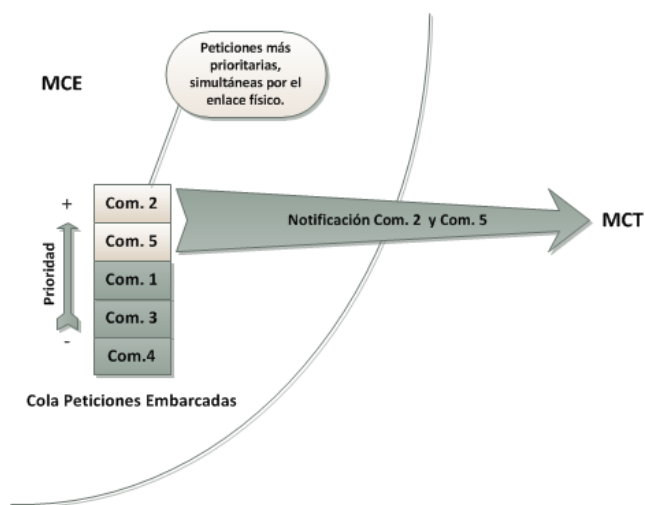 Peticiones más
prioritarias,
simultáneas por el
enlace físico.
MCE
+
Com. 2
Com. 5
Com. 1
Com. 3
Com.4
Prioridad
-
Notificación Com. 2 y Com. 5
MCT
Cola Peticiones Embarcadas